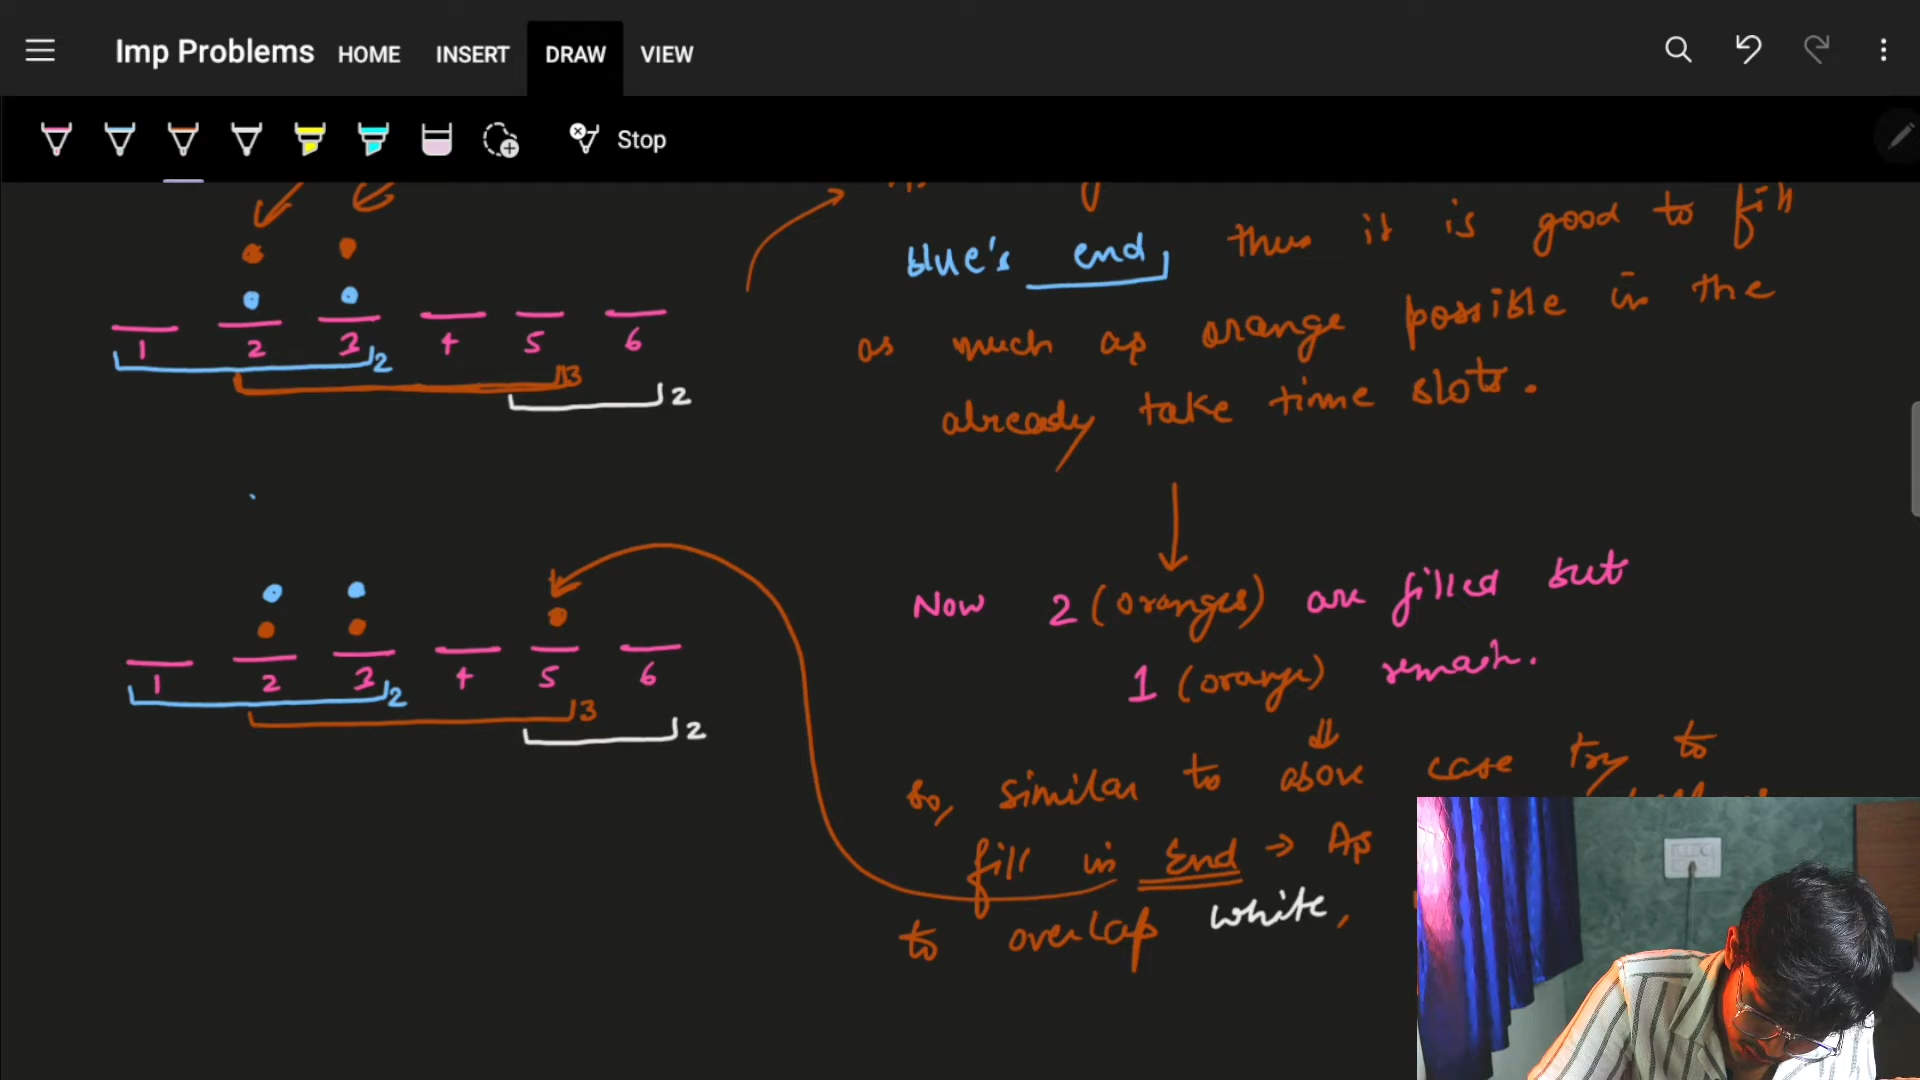 Imp Problems HOME INSERT DRAW VIEW
Stop
blue's end, thus it is good to fill
as much as orange possible in the
already take time slots.
1 2 3 4 5 6
2
3
2
Now 2 (oranges) are filled but
1 (orange) remain.
1 2 3 4 5 6
2
3
2
so, similar to above case try to
fill in End → As
to overlap white,